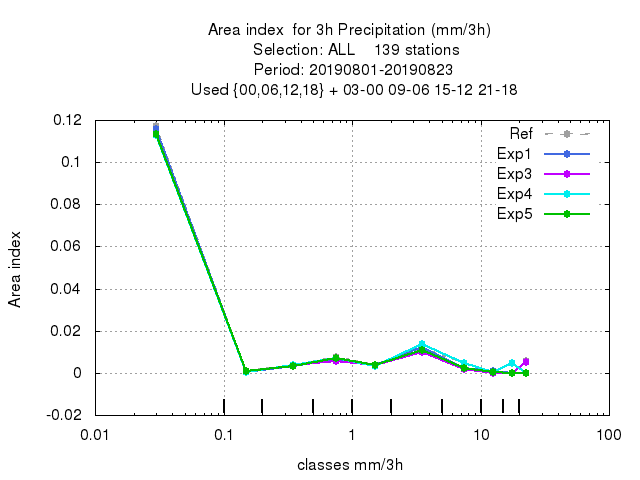 Area index  for 3h Precipitation (mm/3h)
Selection: ALL    139 stations
Period: 20190801-20190823
Used {00,06,12,18} + 03-00 09-06 15-12 21-18
0.12
0.1
0.08
0.06
0.04
0.02
0
-0.02
Area index
Ref
Exp1
Exp3
Exp4
Exp5
0.01
0.1
1
10
100
classes mm/3h